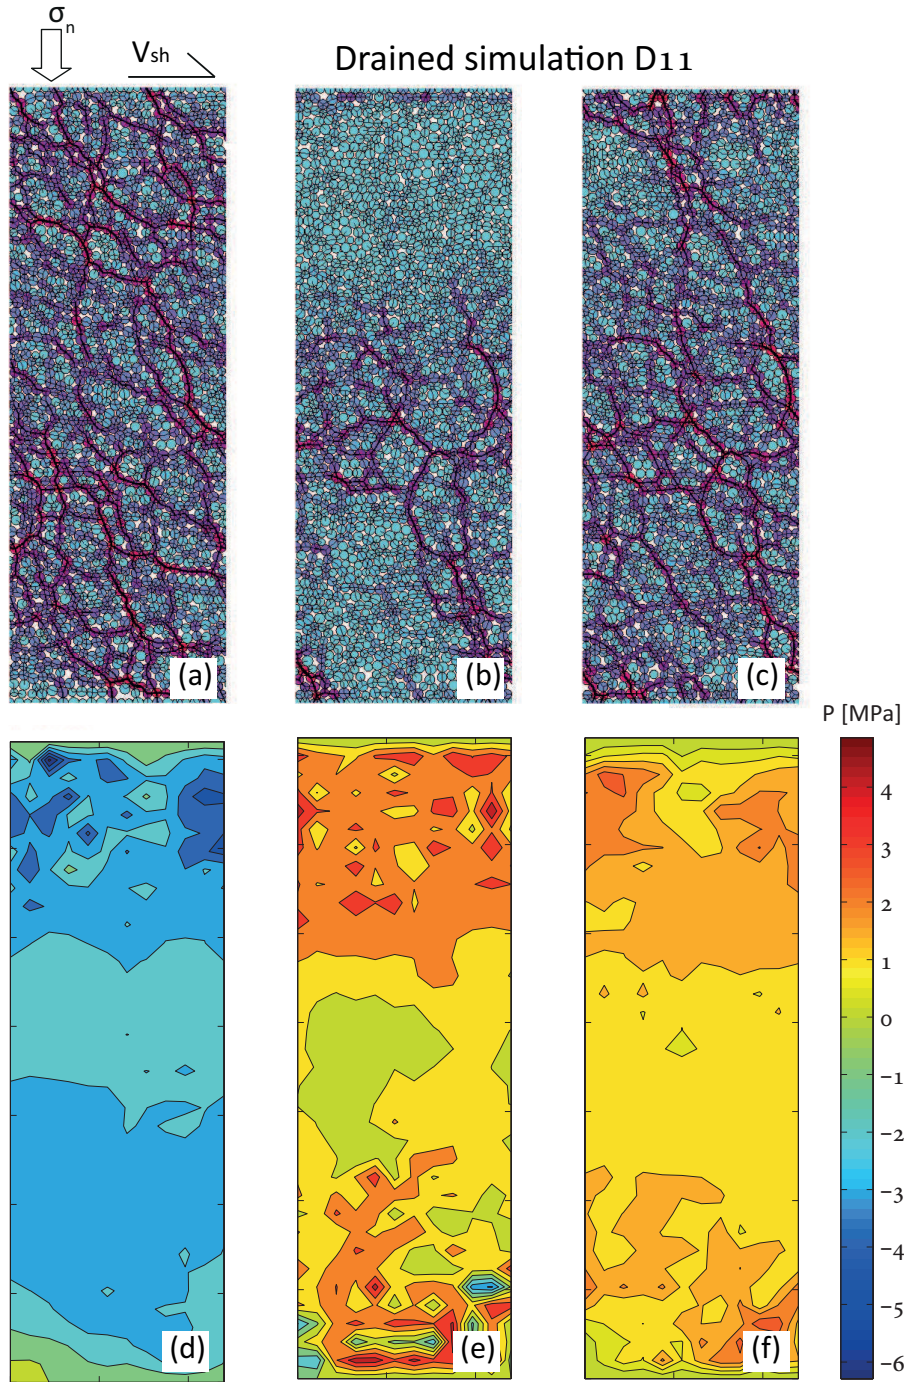 σn
Vsh
Drained simulation D11
(a)
(b)
(c)
P [MPa]
4
3
2
1
0
−1
−2
−3
−4
−5
−6
(d)
(e)
(f)